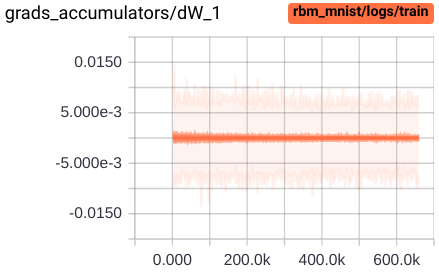 grads_accumulators/dW_1
rbm_mnist/logs/train
0.0150
5.000e-3
-5.000e-3
-0.0150
0.000 200.0k 400.0k 600.0k